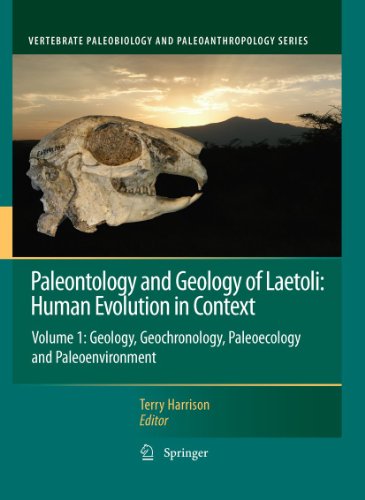 VERTEBRATE PALEOBIOLOGY AND PALEOANTHROPOLOGY SERIES
Paleontology and Geology of Laetoli:
Human Evolution in Context
Volume 1: Geology, Geochronology, Paleoecology
and Paleoenvironment
Terry Harrison
Editor
Springer